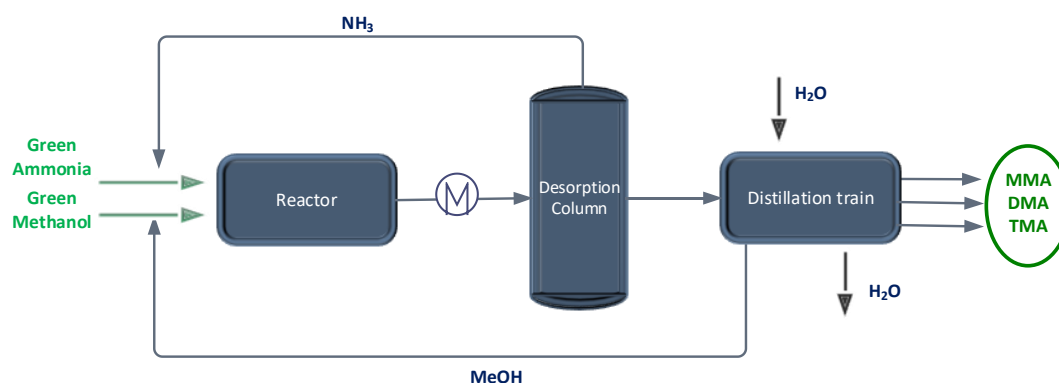 NH₃
H₂O
Green
Ammonia
Green
Methanol
Reactor
M
Desorption
Column
Distillation train
MMA
DMA
TMA
H₂O
MeOH